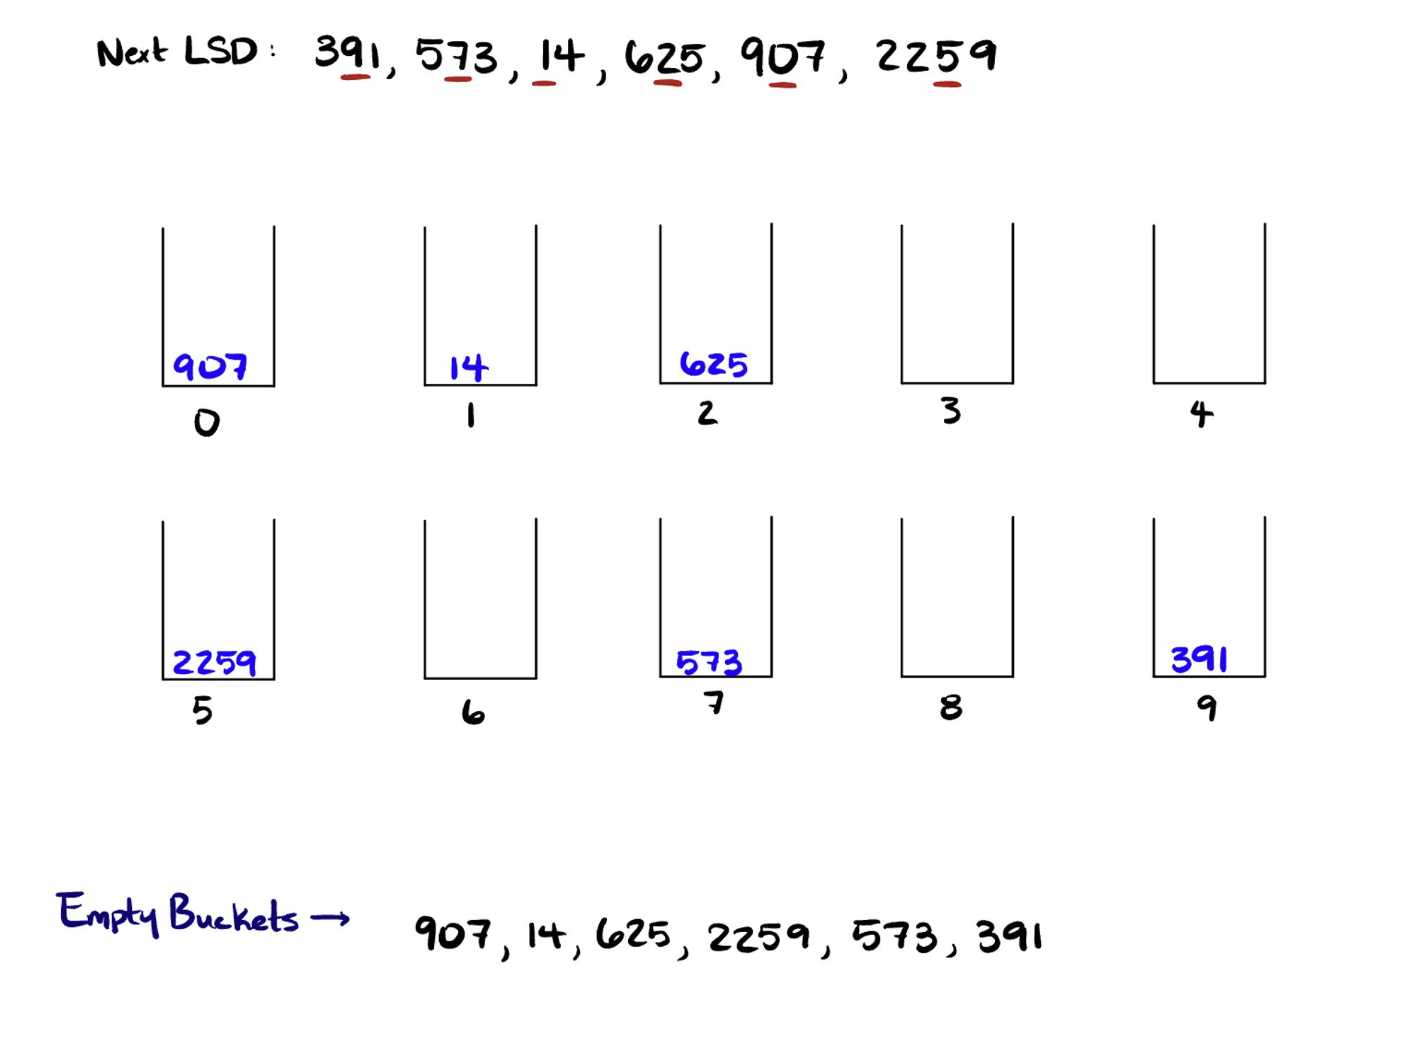 Next LSD: 391, 573, 14, 625, 907, 2259
907 14 625
0 1 2 3 4
2259 573 391
5 6 7 8 9
Empty Buckets → 907, 14, 625, 2259, 573, 391